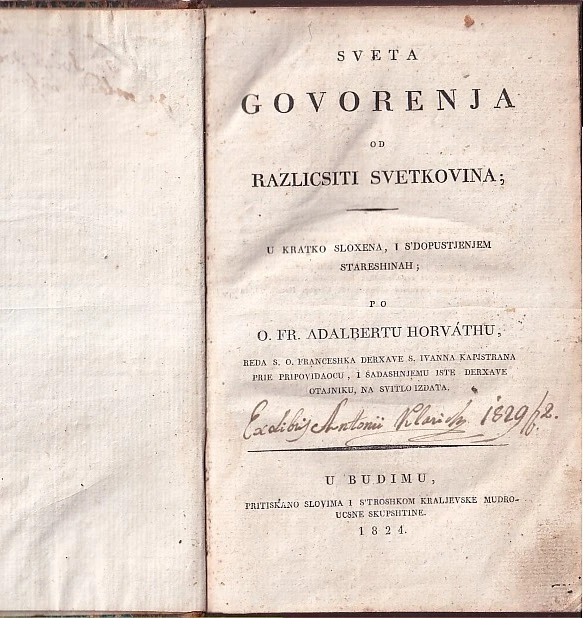 SVETA
GOVORENJA
OD
RAZLICSITI SVETKOVINA;
U KRATKO SLOXENA, I S'DOPUSTJENJEM
STARESHINAH;
PO
O. FR. ADALBERTU HORVÁTHU,
REDA S. O. FRANCESHKA DERXAVE S. IVANNA KAPISTRANA
PRIE PRIPOVIDAOCU, I SADASHNJEMU ISTE DERXAVE
OTAJNIKU, NA SVITLO IZDATA.
Exlibris Antonii 1829
U BUDIMU,
PRITISKANO SLOVIMA I S'TROSHKOM KRALJEVSKE MUDRO-
UCSNE SKUPSHTINE.
1824.